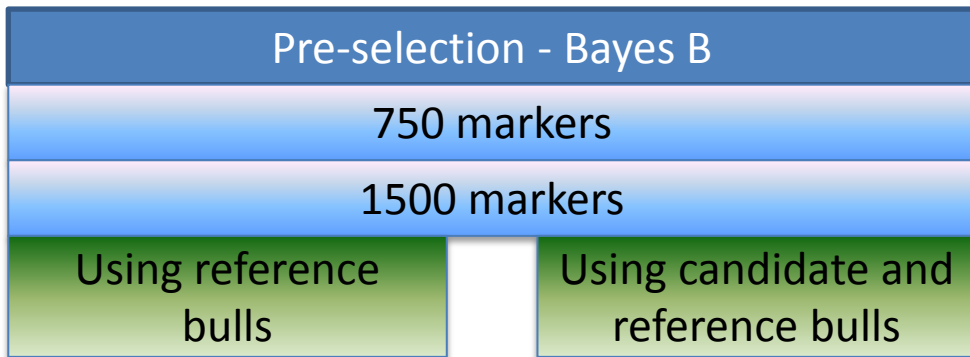 Pre-selection - Bayes B
750 markers
1500 markers
Using reference
bulls
Using candidate and
reference bulls